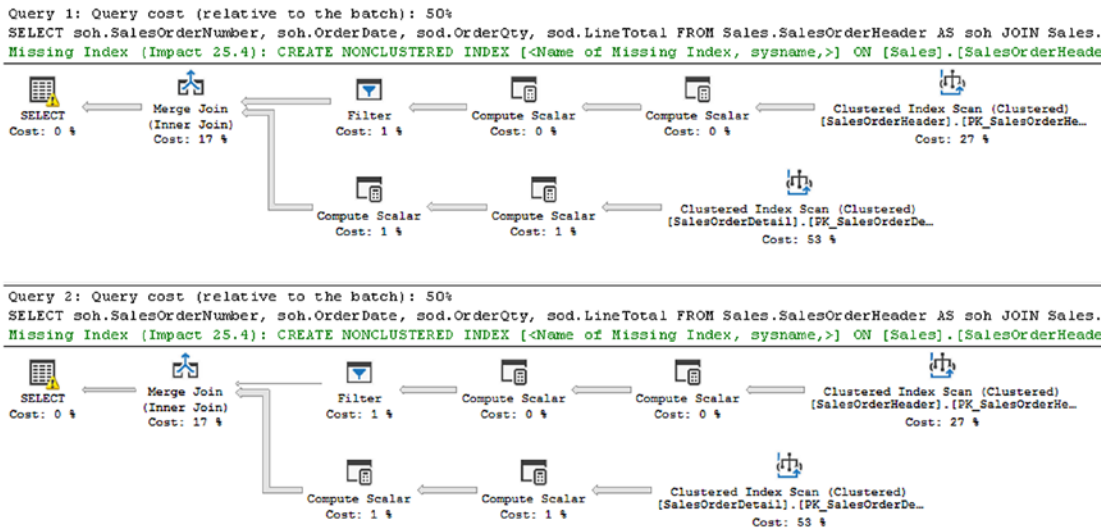 Query 1: Query cost (relative to the batch): 50%
SELECT soh.SalesOrderNumber, soh.OrderDate, sod.OrderQty, sod.LineTotal FROM Sales.SalesOrderHeader AS soh JOIN Sales.
Missing Index (Impact 25.4): CREATE NONCLUSTERED INDEX [<Name of Missing Index, sysname,>] ON [Sales].[SalesOrderHeade
SELECT
Cost: 0 %
Merge Join
(Inner Join)
Cost: 17 %
Filter
Cost: 1 %
Compute Scalar
Cost: 0 %
Compute Scalar
Cost: 0 %
Clustered Index Scan (Clustered)
[SalesOrderHeader].[PK_SalesOrderHe…
Cost: 27 %
Compute Scalar
Cost: 1 %
Compute Scalar
Cost: 1 %
Clustered Index Scan (Clustered)
[SalesOrderDetail].[PK_SalesOrderDe…
Cost: 53 %
Query 2: Query cost (relative to the batch): 50%
SELECT soh.SalesOrderNumber, soh.OrderDate, sod.OrderQty, sod.LineTotal FROM Sales.SalesOrderHeader AS soh JOIN Sales.
Missing Index (Impact 25.4): CREATE NONCLUSTERED INDEX [<Name of Missing Index, sysname,>] ON [Sales].[SalesOrderHeade
SELECT
Cost: 0 %
Merge Join
(Inner Join)
Cost: 17 %
Filter
Cost: 1 %
Compute Scalar
Cost: 0 %
Compute Scalar
Cost: 0 %
Clustered Index Scan (Clustered)
[SalesOrderHeader].[PK_SalesOrderHe…
Cost: 27 %
Compute Scalar
Cost: 1 %
Compute Scalar
Cost: 1 %
Clustered Index Scan (Clustered)
[SalesOrderDetail].[PK_SalesOrderDe…
Cost: 53 %